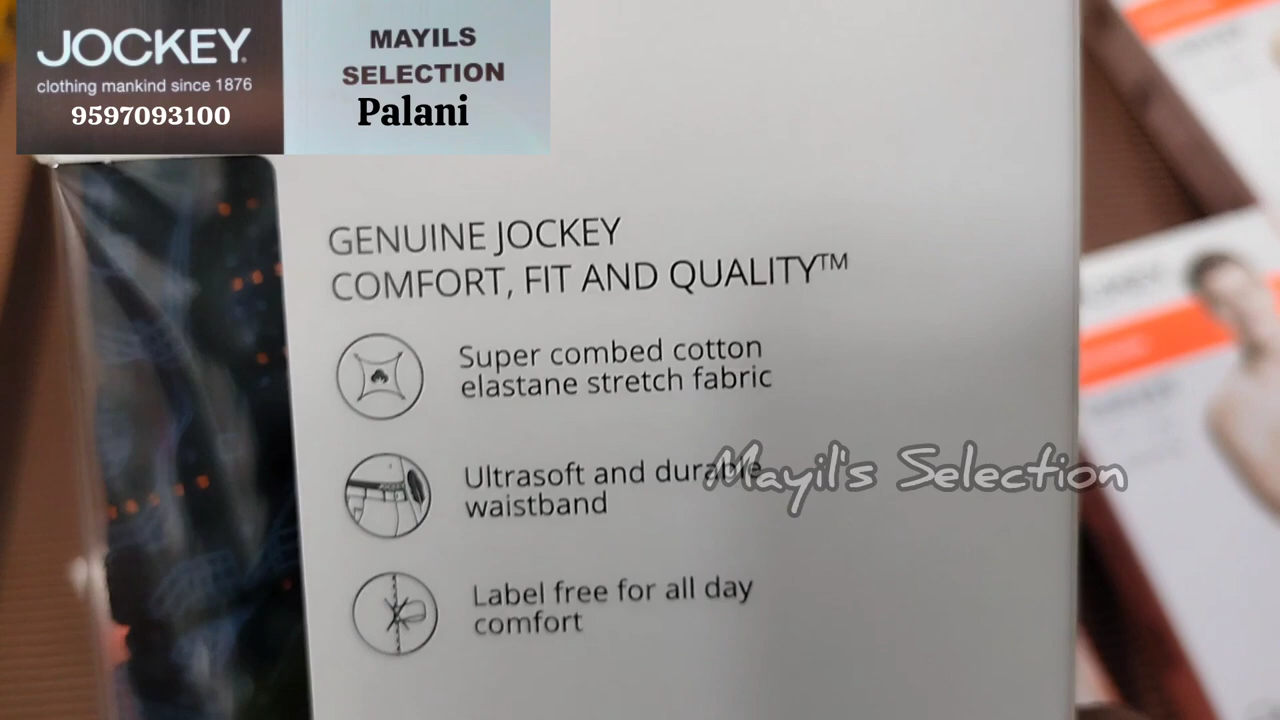 JOCKEY
clothing mankind since 1876
9597093100
MAYILS
SELECTION
Palani
GENUINE JOCKEY
COMFORT, FIT AND QUALITY™
Super combed cotton
elastane stretch fabric
Ultrasoft and durable
waistband
Mayil's Selection
Label free for all day
comfort